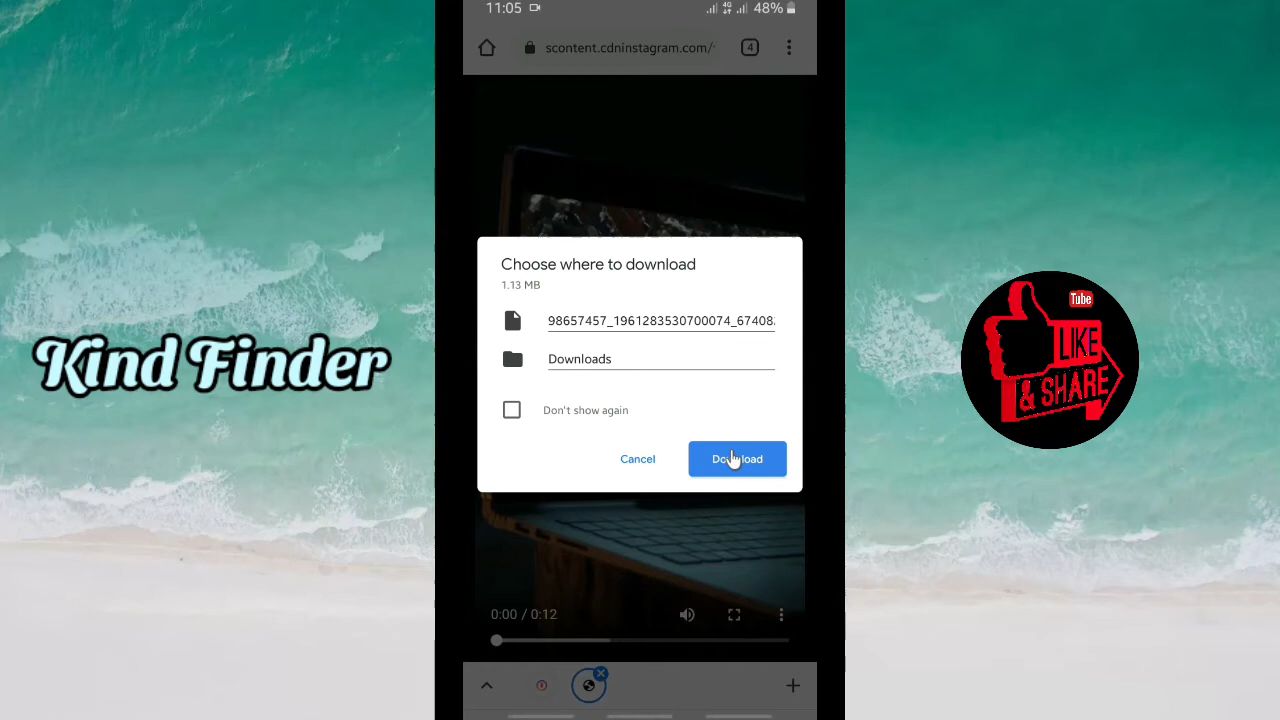 11:05
48%
scontent.cdninstagram.com/
4
Choose where to download
1.13 MB
98657457_1961283530700074_67408
Downloads
Don't show again
Cancel
Download
0:00 / 0:12
Kind Finder
Tube
LIKE
& SHARE